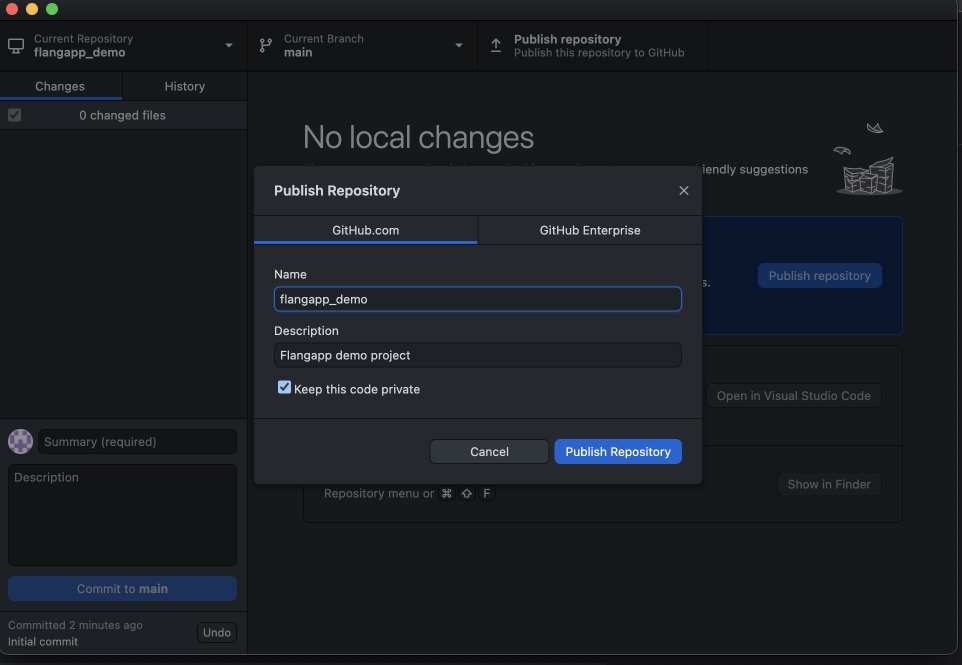 Current Repository
flangapp_demo
Current Branch
main
Publish repository
Publish this repository to GitHub
Changes
History
0 changed files
No local changes
iendly suggestions
Publish Repository
GitHub.com
GitHub Enterprise
Name
flangapp_demo
Description
Flangapp demo project
Keep this code private
Cancel
Publish Repository
s.
Publish repository
Open in Visual Studio Code
Repository menu or ⌘ ⇧ F
Show in Finder
Summary (required)
Description
Commit to main
Committed 2 minutes ago
Initial commit
Undo